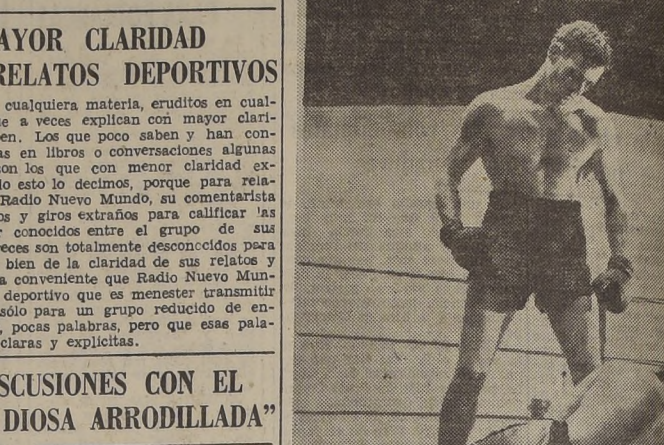 AYOR CLARIDAD
RELATOS DEPORTIVOS
cualquiera materia, eruditos en cual-
e a veces explican con mayor clari-
en. Los que poco saben y han con-
as en libros o conversaciones algunas
on los que con menor claridad ex-
lo esto lo decimos, porque para rela-
Radio Nuevo Mundo, su comentarista
os y giros extraños para calificar las
r conocidos entre el grupo de sus
veces son totalmente desconocidos para
bien de la claridad de sus relatos y
a conveniente que Radio Nuevo Mun-
deportivo que es menester transmitir
sólo para un grupo reducido de en-
, pocas palabras, pero que esas pala-
claras y explícitas.
SCUSIONES CON EL
DIOSA ARRODILLADA”